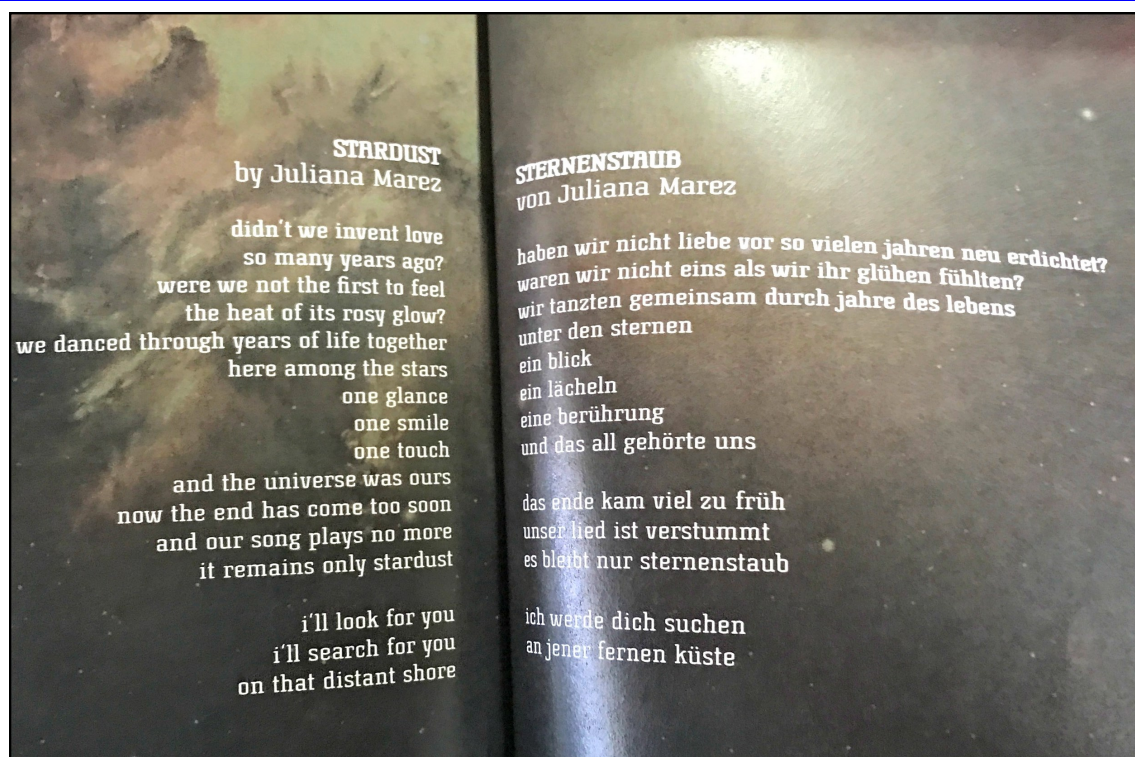 STARDUST
by Juliana Marez
didn't we invent love
so many years ago?
were we not the first to feel
the heat of its rosy glow?
we danced through years of life together
here among the stars
one glance
one smile
one touch
and the universe was ours
now the end has come too soon
and our song plays no more
it remains only stardust
i'll look for you
i'll search for you
on that distant shore
STERNENSTAUB
von Juliana Marez
haben wir nicht liebe vor so vielen jahren neu erdichtet?
waren wir nicht eins als wir ihr glühen fühlten?
wir tanzten gemeinsam durch jahre des lebens
unter den sternen
ein blick
ein lächeln
eine berührung
und das all gehörte uns
das ende kam viel zu früh
unser lied ist verstummt
es bleibt nur sternenstaub
ich werde dich suchen
an jener fernen küste